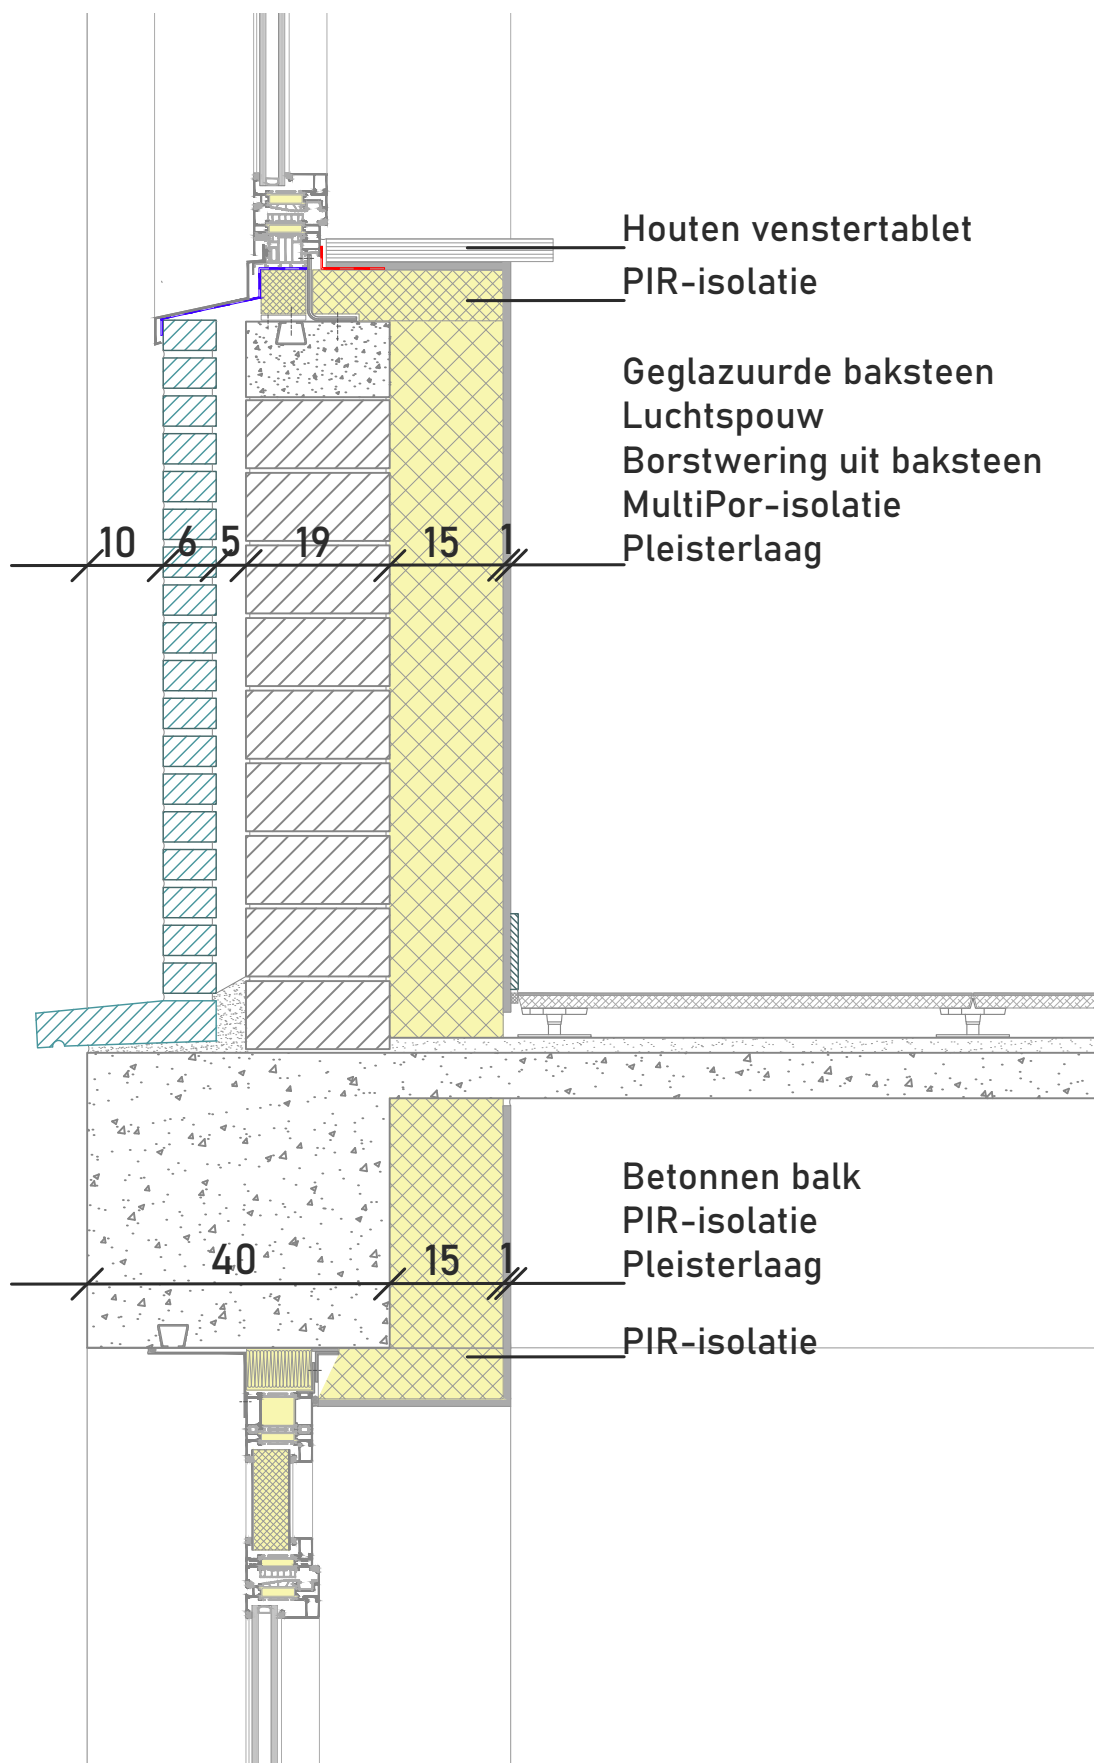 Houten venstertablet
PIR-isolatie
Geglazuurde baksteen
Luchtspouw
Borstwering uit baksteen
MultiPor-isolatie
Pleisterlaag
10 6 5 19 15 1
Betonnen balk
PIR-isolatie
Pleisterlaag
40 15 1
PIR-isolatie